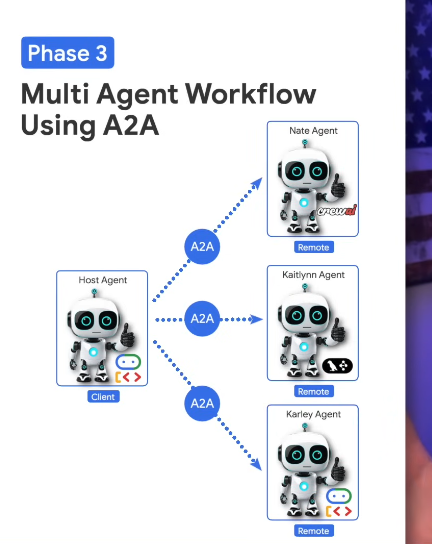 Phase 3
Multi Agent Workflow
Using A2A
Nate Agent
crewai
Remote
A2A
Host Agent
Client
A2A
Kaitlynn Agent
Remote
A2A
Karley Agent
Remote